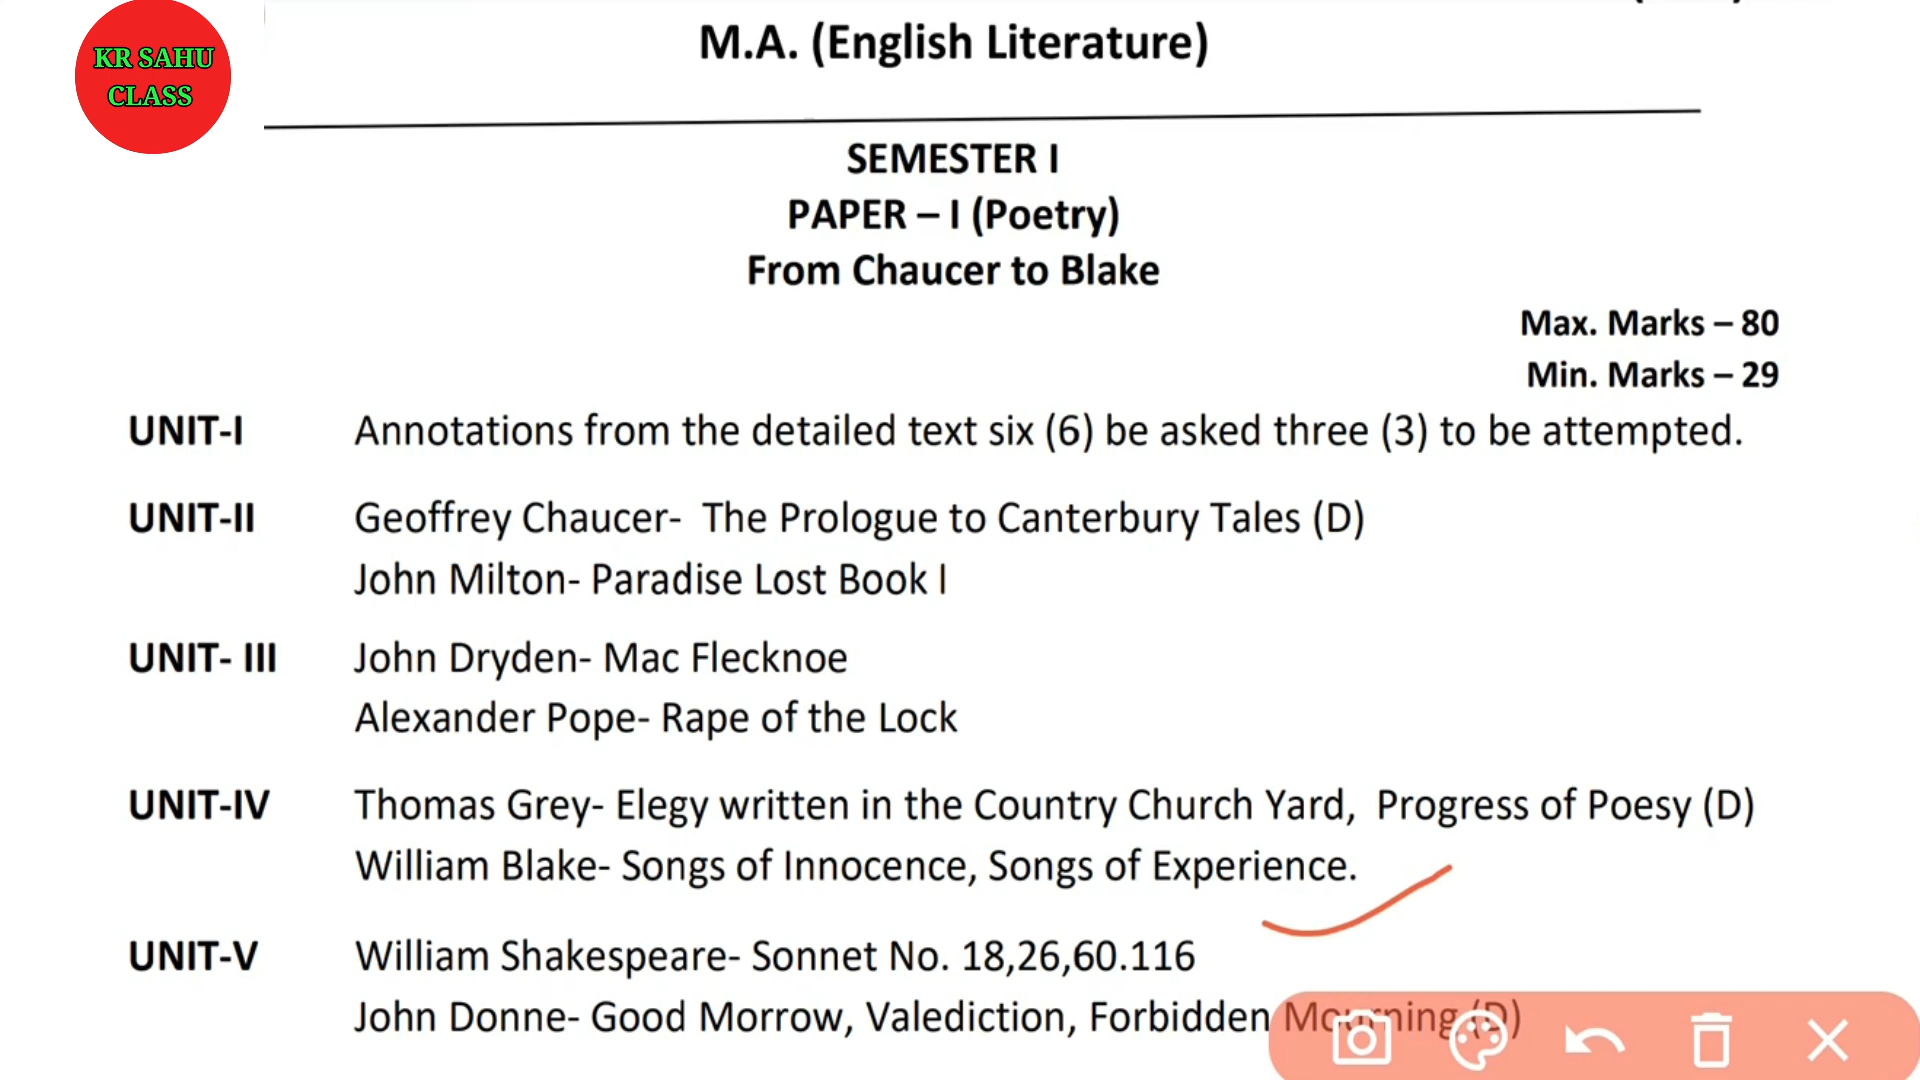 KR SAHU
CLASS
M.A. (English Literature)
SEMESTER I
PAPER – I (Poetry)
From Chaucer to Blake
Max. Marks – 80
Min. Marks – 29
UNIT-I Annotations from the detailed text six (6) be asked three (3) to be attempted.
UNIT-II Geoffrey Chaucer- The Prologue to Canterbury Tales (D)
John Milton- Paradise Lost Book I
UNIT- III John Dryden- Mac Flecknoe
Alexander Pope- Rape of the Lock
UNIT-IV Thomas Grey- Elegy written in the Country Church Yard, Progress of Poesy (D)
William Blake- Songs of Innocence, Songs of Experience.
UNIT-V William Shakespeare- Sonnet No. 18,26,60.116
John Donne- Good Morrow, Valediction, Forbidden Mourning (D)